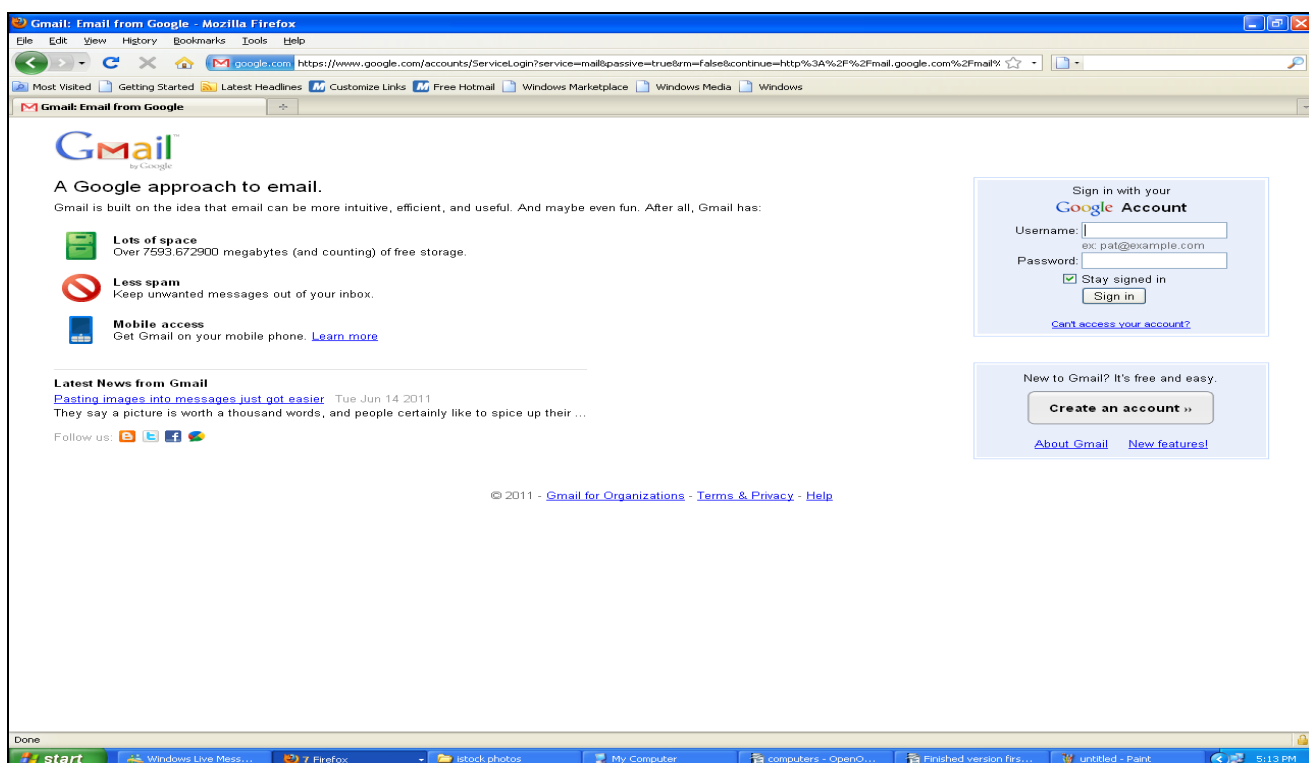 Gmail: Email from Google - Mozilla Firefox
File Edit View History Bookmarks Tools Help
google.com https://www.google.com/accounts/ServiceLogin?service=mail&passive=true&rm=false&continue=http%3A%2F%2Fmail.google.com%2Fmail%
Most Visited Getting Started Latest Headlines Customize Links Free Hotmail Windows Marketplace Windows Media Windows
Gmail: Email from Google
Gmail™
by Google
A Google approach to email.
Gmail is built on the idea that email can be more intuitive, efficient, and useful. And maybe even fun. After all, Gmail has:
Lots of space
Over 7593.672900 megabytes (and counting) of free storage.
Less spam
Keep unwanted messages out of your inbox.
Mobile access
Get Gmail on your mobile phone. Learn more
Latest News from Gmail
Pasting images into messages just got easier Tue Jun 14 2011
They say a picture is worth a thousand words, and people certainly like to spice up their ...
Follow us:
Sign in with your
Google Account
Username:
ex: pat@example.com
Password:
Stay signed in
Sign in
Can't access your account?
New to Gmail? It's free and easy.
Create an account »
About Gmail New features!
© 2011 - Gmail for Organizations - Terms & Privacy - Help
Done
start Windows Live Mess... 7 Firefox istock photos My Computer computers - OpenO... Finished version firs... untitled - Paint 5:13 PM